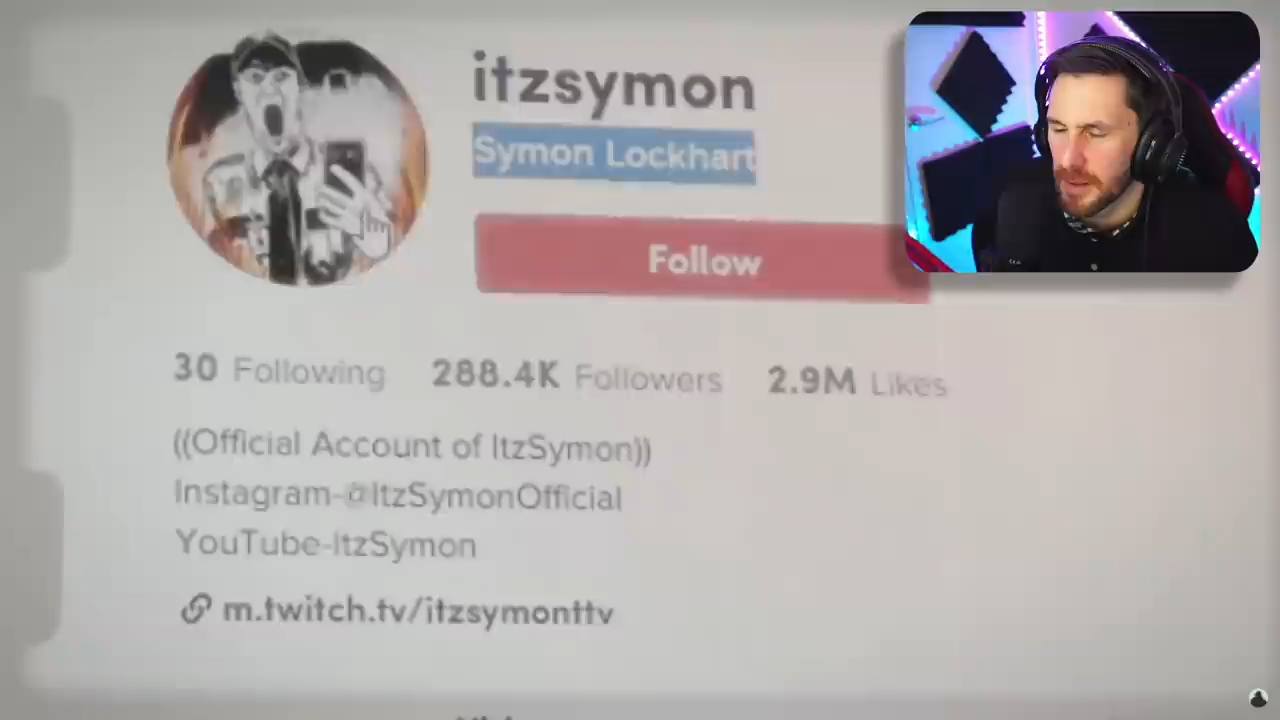 itzsymon
Symon Lockhart
Follow
30 Following 288.4K Followers 2.9M Likes
((Official Account of ItzSymon))
Instagram-@ItzSymonOfficial
YouTube-ItzSymon
m.twitch.tv/itzsymonttv